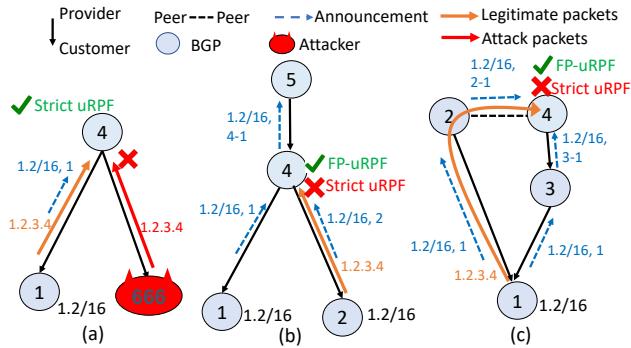 Provider
Customer
Peer Peer
BGP
Announcement
Attacker
Legitimate packets
Attack packets
Strict uRPF
4
1.2/16, 1
1.2.3.4
1.2.3.4
1
1.2/16
666
(a)
5
1.2/16,
4-1
4
FP-uRPF
Strict uRPF
1.2/16, 1
1.2/16, 2
1.2.3.4
1
1.2/16
2
1.2/16
(b)
1.2/16,
2-1
FP-uRPF
Strict uRPF
2
4
1.2/16,
3-1
3
1.2/16, 1
1.2.3.4
1.2/16, 1
1
1.2/16
(c)